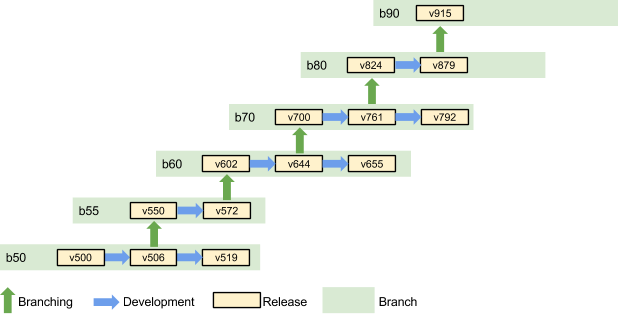 b90 v915
b80 v824 v879
b70 v700 v761 v792
b60 v602 v644 v655
b55 v550 v572
b50 v500 v506 v519
Branching Development Release Branch